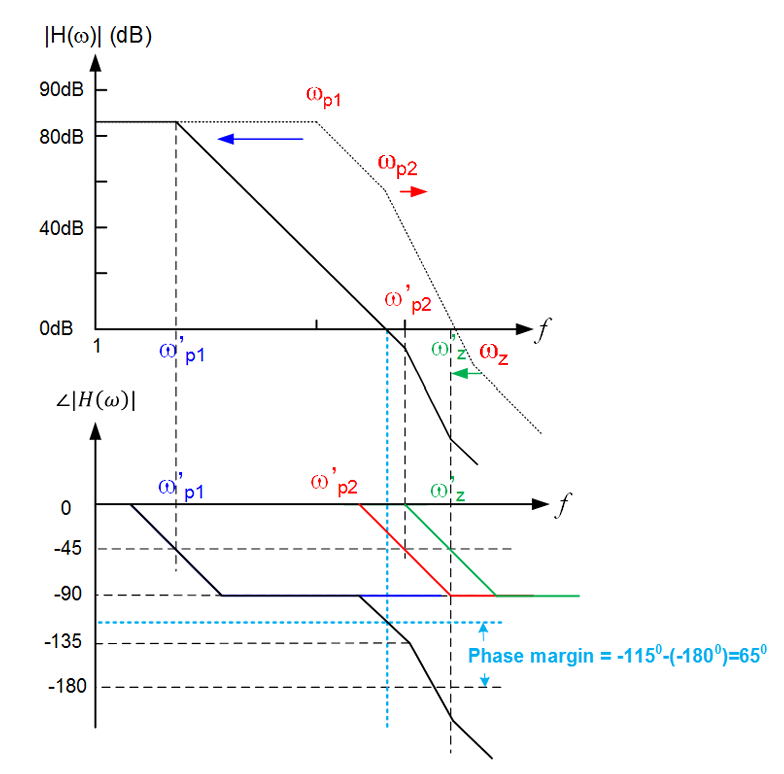 |H(ω)| (dB)
90dB
ωp1
80dB
ωp2
40dB
ω’p2
0dB
f
1
ω’p1
ω’z
ωz
∠|H(ω)|
ω’p1
ω’p2
ω’z
0
f
-45
-90
-135
Phase margin = -115⁰-(-180⁰)=65⁰
-180